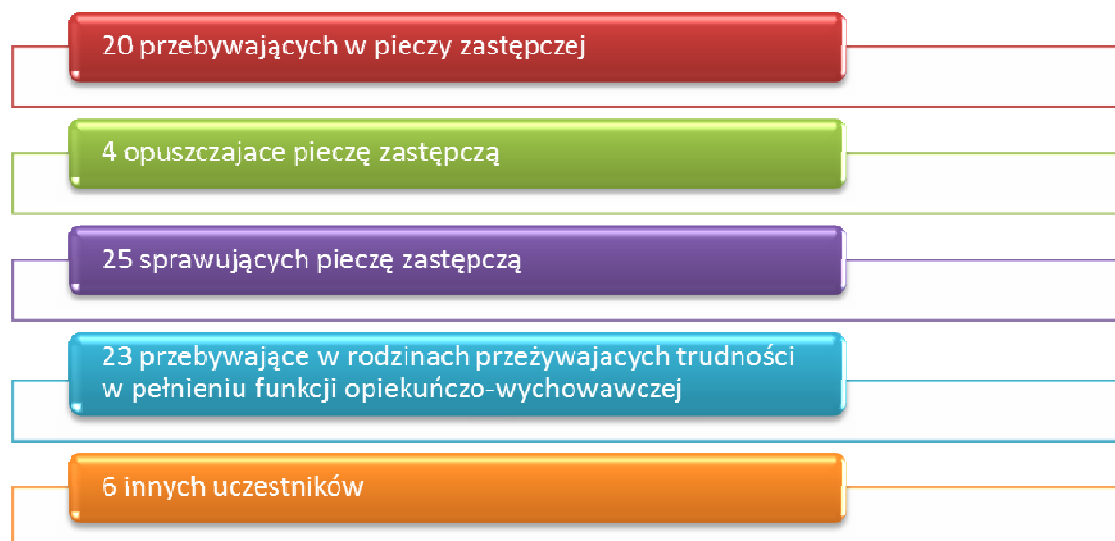 20 przebywających w pieczy zastępczej
4 opuszczajace pieczę zastępczą
25 sprawujących pieczę zastępczą
23 przebywające w rodzinach przeżywajacych trudności
w pełnieniu funkcji opiekuńczo-wychowawczej
6 innych uczestników